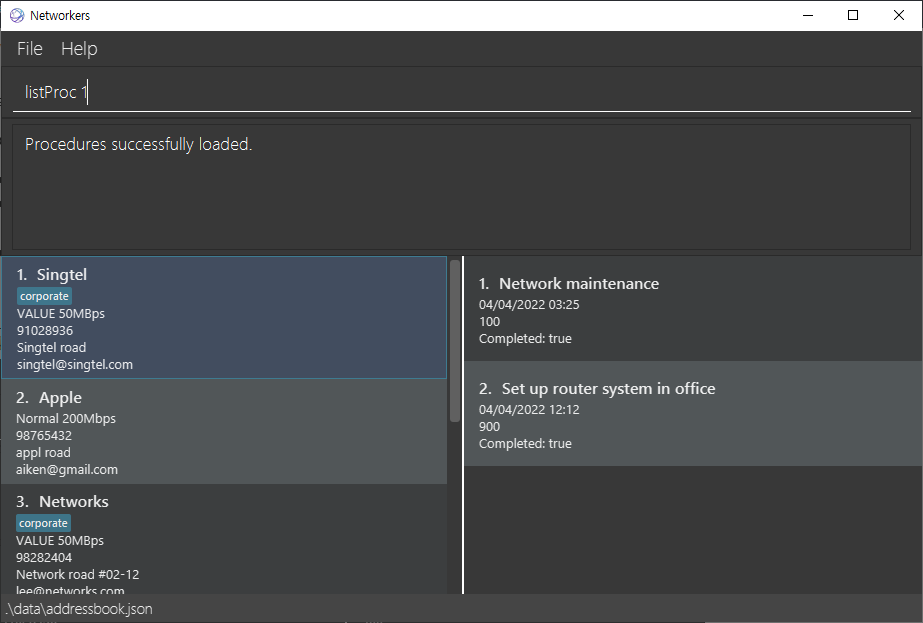 Networkers
File Help
listProc 1
Procedures successfully loaded.
1. Singtel
corporate
VALUE 50MBps
91028936
Singtel road
singtel@singtel.com
2. Apple
Normal 200Mbps
98765432
appl road
aiken@gmail.com
3. Networks
corporate
VALUE 50MBps
98282404
Network road #02-12
lee@networks.com
1. Network maintenance
04/04/2022 03:25
100
Completed: true
2. Set up router system in office
04/04/2022 12:12
900
Completed: true
.\data\addressbook.json